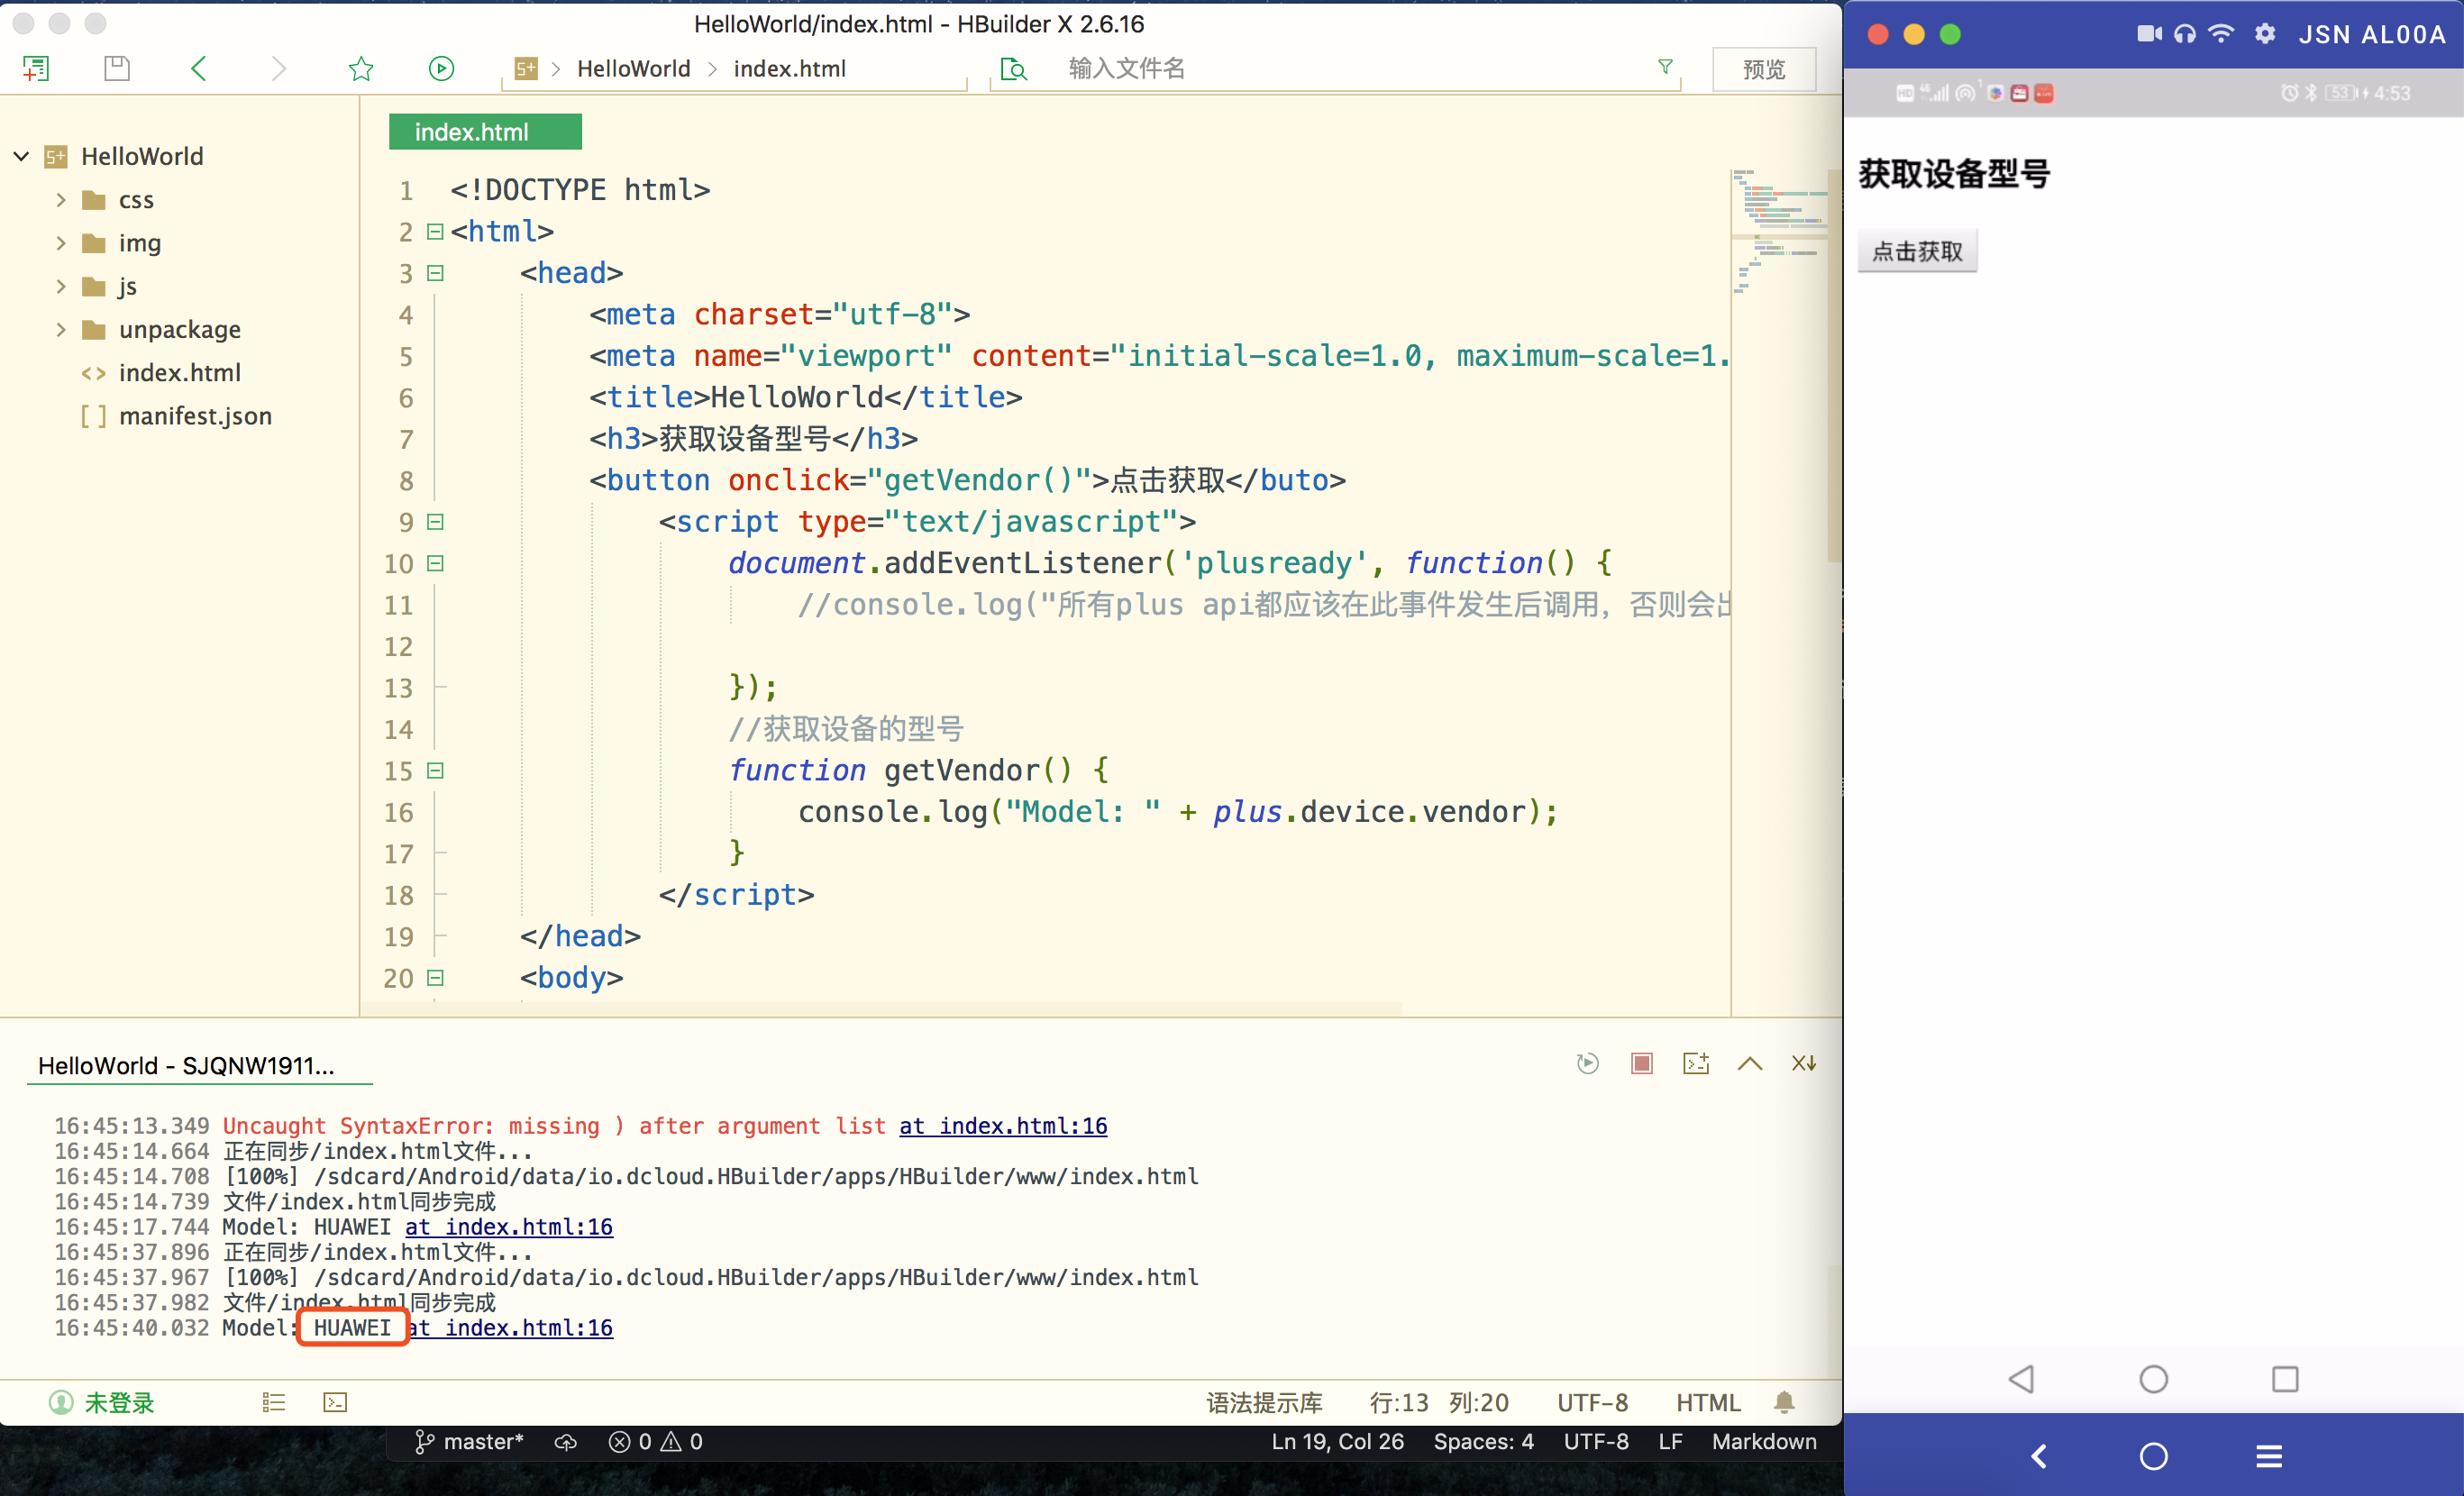 HelloWorld/index.html - HBuilder X 2.6.16
HelloWorld > index.html
输入文件名
预览
HelloWorld
css
img
js
unpackage
index.html
manifest.json
index.html
1 <!DOCTYPE html>
2 <html>
3 <head>
4 <meta charset="utf-8">
5 <meta name="viewport" content="initial-scale=1.0, maximum-scale=1.
6 <title>HelloWorld</title>
7 <h3>获取设备型号</h3>
8 <button onclick="getVendor()">点击获取</buto>
9 <script type="text/javascript">
10 document.addEventListener('plusready', function() {
11 //console.log("所有plus api都应该在此事件发生后调用，否则会出
12
13 });
14 //获取设备的型号
15 function getVendor() {
16 console.log("Model: " + plus.device.vendor);
17 }
18 </script>
19 </head>
20 <body>
HelloWorld - SJQNW1911...
16:45:13.349 Uncaught SyntaxError: missing ) after argument list at index.html:16
16:45:14.664 正在同步/index.html文件...
16:45:14.708 [100%] /sdcard/Android/data/io.dcloud.HBuilder/apps/HBuilder/www/index.html
16:45:14.739 文件/index.html同步完成
16:45:17.744 Model: HUAWEI at index.html:16
16:45:37.896 正在同步/index.html文件...
16:45:37.967 [100%] /sdcard/Android/data/io.dcloud.HBuilder/apps/HBuilder/www/index.html
16:45:37.982 文件/index.html同步完成
16:45:40.032 Model: HUAWEI at index.html:16
未登录
语法提示库 行:13 列:20 UTF-8 HTML
master* 0 0 Ln 19, Col 26 Spaces: 4 UTF-8 LF Markdown
JSN AL00A
HD 4G 53 4:53
获取设备型号
点击获取